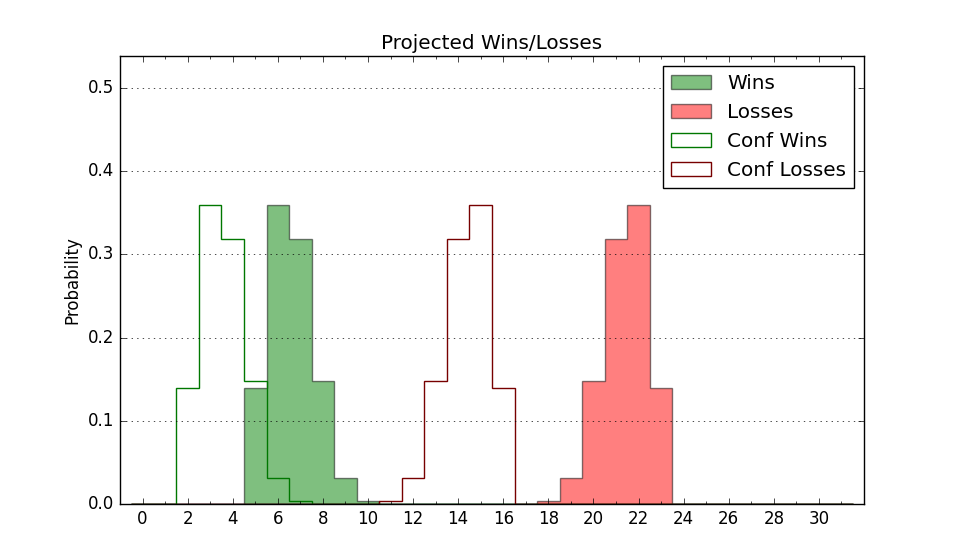 Projected Wins/Losses
Wins
Losses
Conf Wins
Conf Losses
Probability
0.5
0.4
0.3
0.2
0.1
0.0
0 2 4 6 8 10 12 14 16 18 20 22 24 26 28 30